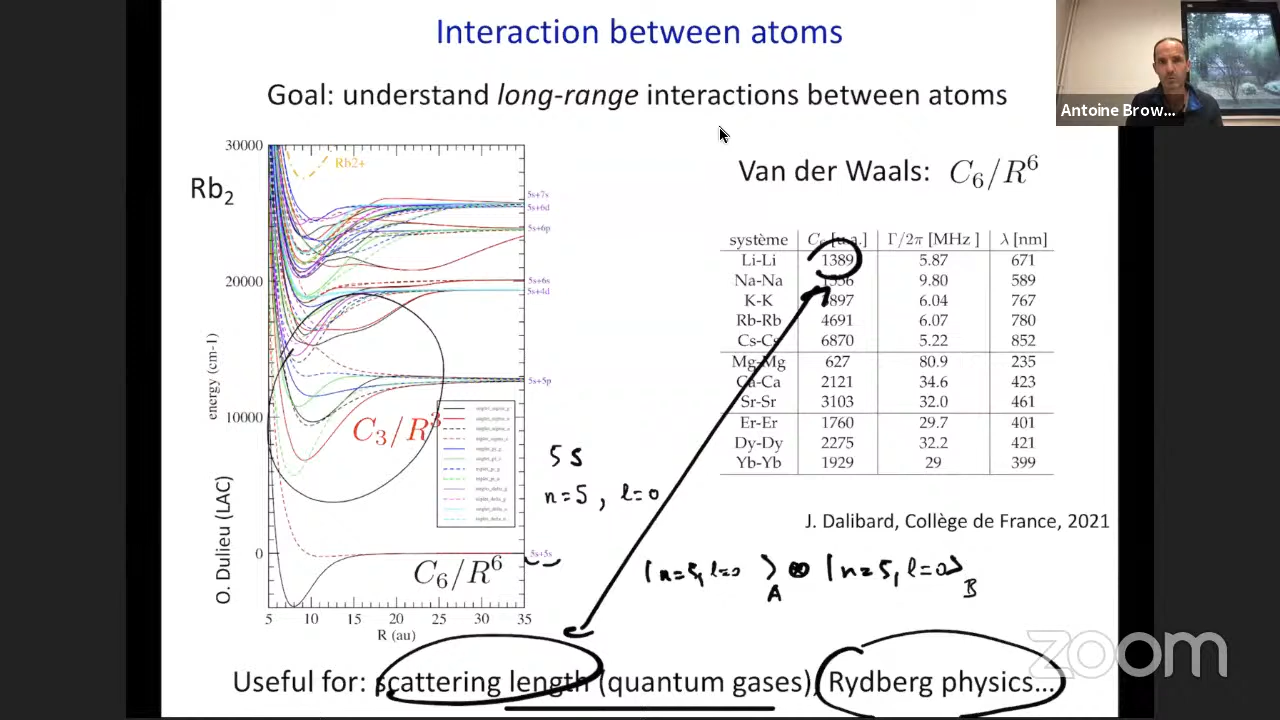 Interaction between atoms
Goal: understand long-range interactions between atoms
Antoine Brow...
Rb₂
Van der Waals: C₆/R⁶
30000
20000
10000
0
energy (cm-1)
5 10 15 20 25 30 35
R (au)
Rb2+
5s+7s
5s+6d
5s+6p
5s+6s
5s+4d
5s+5p
5s+5s
C₃/R³
C₆/R⁶
O. Dulieu (LAC)
système C [u.a.] Γ/2π [MHz ] λ [nm]
Li-Li 1389 5.87 671
Na-Na 9.80 589
K-K 897 6.04 767
Rb-Rb 4691 6.07 780
Cs-Cs 6870 5.22 852
Mg-Mg 627 80.9 235
Ca-Ca 2121 34.6 423
Sr-Sr 3103 32.0 461
Er-Er 1760 29.7 401
Dy-Dy 2275 32.2 421
Yb-Yb 1929 29 399
J. Dalibard, Collège de France, 2021
5s
n=5, l=0
|n=5, l=0 ⟩A ⊗ |n=5, l=0⟩B
Useful for: scattering length (quantum gases), Rydberg physics...
zoom